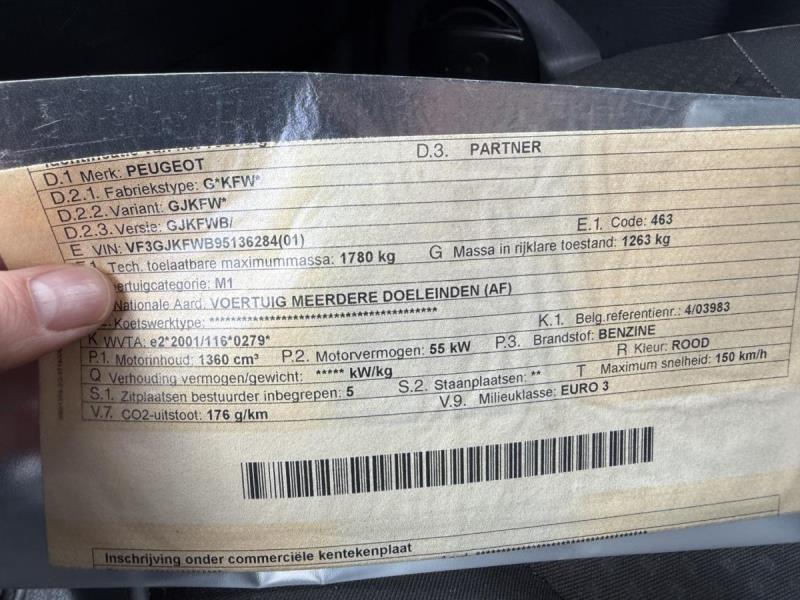 D.1 Merk: PEUGEOT
D.3. PARTNER
D.2.1. Fabriekstype: G*KFW*
D.2.2. Variant: GJKFW*
D.2.3. Versie: GJKFWB/
E VIN: VF3GJKFWB95136284(01)
E.1. Code: 463
F.1. Tech. toelaatbare maximummassa: 1780 kg
G Massa in rijklare toestand: 1263 kg
ertuigcategorie: M1
Nationale Aard. VOERTUIG MEERDERE DOELEINDEN (AF)
Koetswerktype: **********************************
K.1. Belg.referentienr.: 4/03983
K WVTA: e2*2001/116*0279*
P.1. Motorinhoud: 1360 cm³ P.2. Motorvermogen: 55 kW P.3. Brandstof: BENZINE
R Kleur: ROOD
Q Verhouding vermogen/gewicht: ***** kW/kg
T Maximum snelheid: 150 km/h
S.1. Zitplaatsen bestuurder inbegrepen: 5 S.2. Staanplaatsen: **
V.7. CO2-uitstoot: 176 g/km V.9. Milieuklasse: EURO 3
Inschrijving onder commerciële kentekenplaat